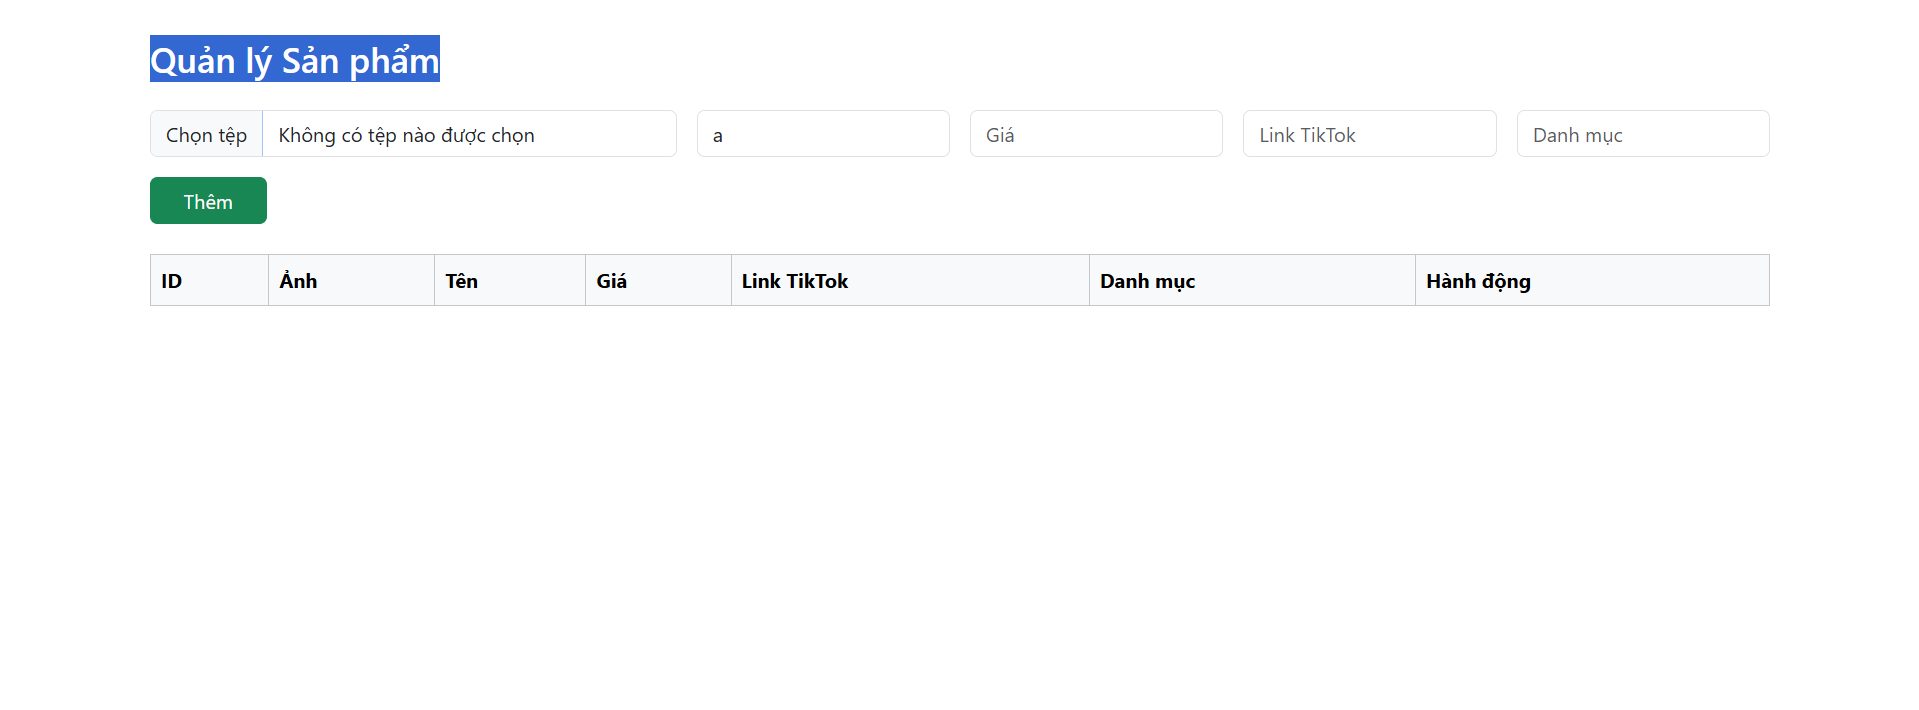 Quản lý Sản phẩm
Chọn tệp Không có tệp nào được chọn a Giá Link TikTok Danh mục
Thêm
ID Ảnh Tên Giá Link TikTok Danh mục Hành động